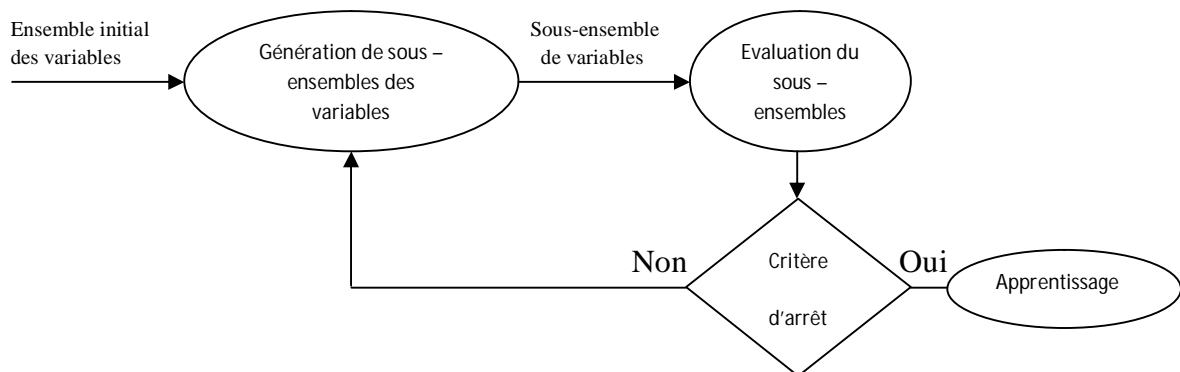 Ensemble initial
des variables
Génération de sous –
ensembles des
variables
Sous-ensemble
de variables
Evaluation du
sous –
ensembles
Non
Critère
d'arrêt
Oui
Apprentissage